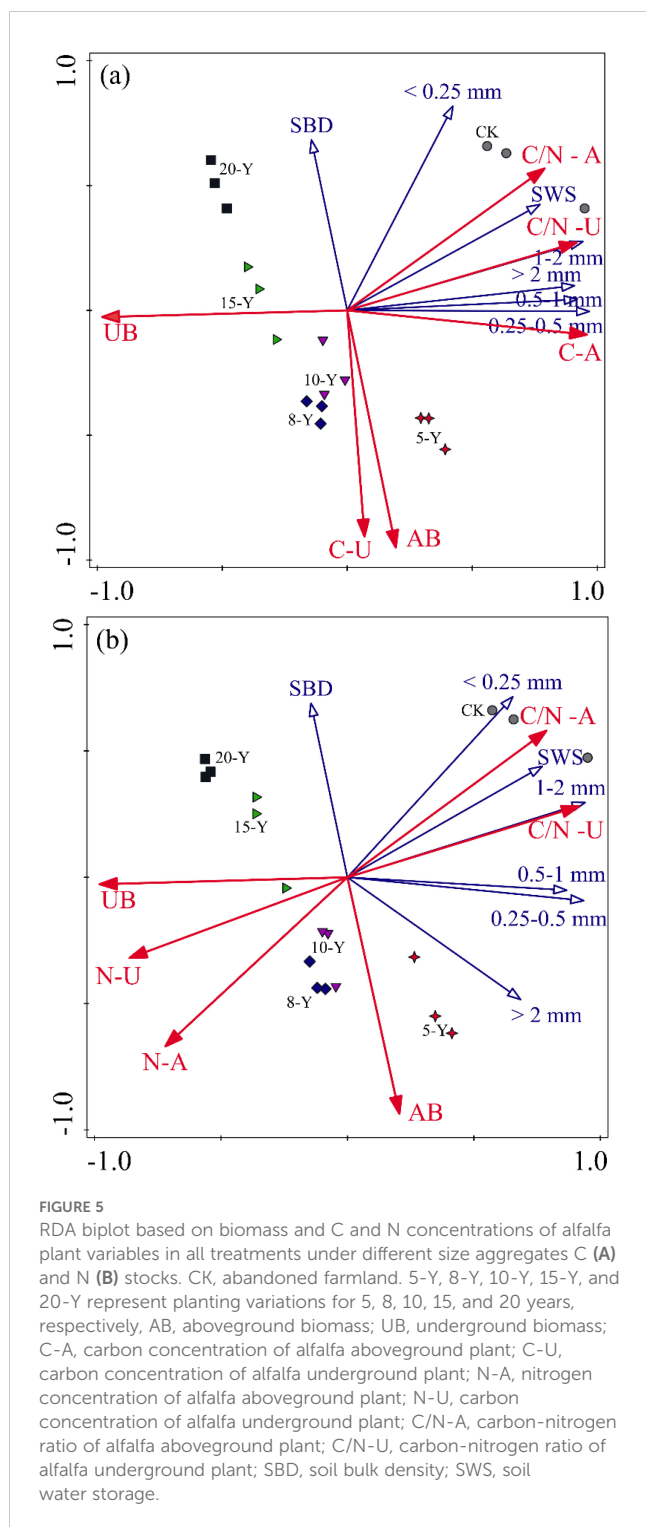 1.0
(a)
< 0.25 mm
SBD
CK
20-Y
C/N - A
SWS
C/N -U
1-2 mm
> 2 mm
15-Y
0.5-1 mm
UB
0.25-0.5 mm
C-A
10-Y
8-Y
5-Y
C-U
AB
-1.0
-1.0
1.0
1.0
(b)
SBD
< 0.25 mm
CK
C/N -A
20-Y
SWS
1-2 mm
15-Y
C/N -U
0.5-1 mm
UB
0.25-0.5 mm
10-Y
N-U
8-Y
> 2 mm
5-Y
N-A
AB
-1.0
-1.0
1.0
FIGURE 5
RDA biplot based on biomass and C and N concentrations of alfalfa
plant variables in all treatments under different size aggregates C (A)
and N (B) stocks. CK, abandoned farmland. 5-Y, 8-Y, 10-Y, 15-Y, and
20-Y represent planting variations for 5, 8, 10, 15, and 20 years,
respectively, AB, aboveground biomass; UB, underground biomass;
C-A, carbon concentration of alfalfa aboveground plant; C-U,
carbon concentration of alfalfa underground plant; N-A, nitrogen
concentration of alfalfa aboveground plant; N-U, carbon
concentration of alfalfa underground plant; C/N-A, carbon-nitrogen
ratio of alfalfa aboveground plant; C/N-U, carbon-nitrogen ratio of
alfalfa underground plant; SBD, soil bulk density; SWS, soil
water storage.